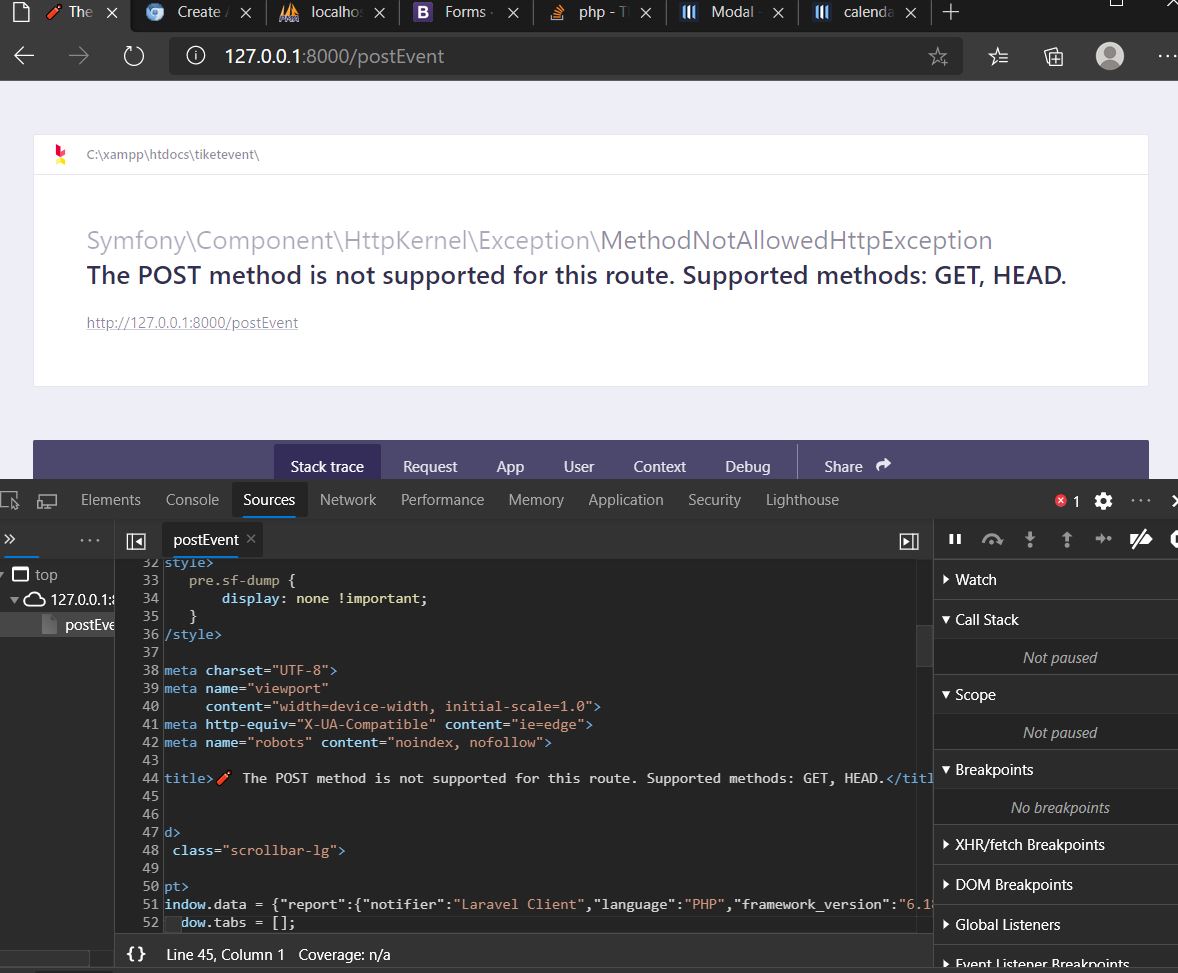 The
Create
localho
Forms
php - T
Modal
calenda
127.0.0.1:8000/postEvent
C:\xampp\htdocs\tiketevent\
Symfony\Component\HttpKernel\Exception\MethodNotAllowedHttpException
The POST method is not supported for this route. Supported methods: GET, HEAD.
http://127.0.0.1:8000/postEvent
Stack trace Request App User Context Debug Share
Elements Console Sources Network Performance Memory Application Security Lighthouse 1
postEvent
top
127.0.0.1:8
postEve
32 style>
33 pre.sf-dump {
34 display: none !important;
35 }
36 /style>
37
38 meta charset="UTF-8">
39 meta name="viewport"
40 content="width=device-width, initial-scale=1.0">
41 meta http-equiv="X-UA-Compatible" content="ie=edge">
42 meta name="robots" content="noindex, nofollow">
43
44 title>🧨 The POST method is not supported for this route. Supported methods: GET, HEAD.</titl
45
46
47 d>
48 class="scrollbar-lg">
49
50 pt>
51 indow.data = {"report":{"notifier":"Laravel Client","language":"PHP","framework_version":"6.18
52 dow.tabs = [];
{} Line 45, Column 1 Coverage: n/a
Watch
Call Stack
Not paused
Scope
Not paused
Breakpoints
No breakpoints
XHR/fetch Breakpoints
DOM Breakpoints
Global Listeners
Event Listener Breakpoints